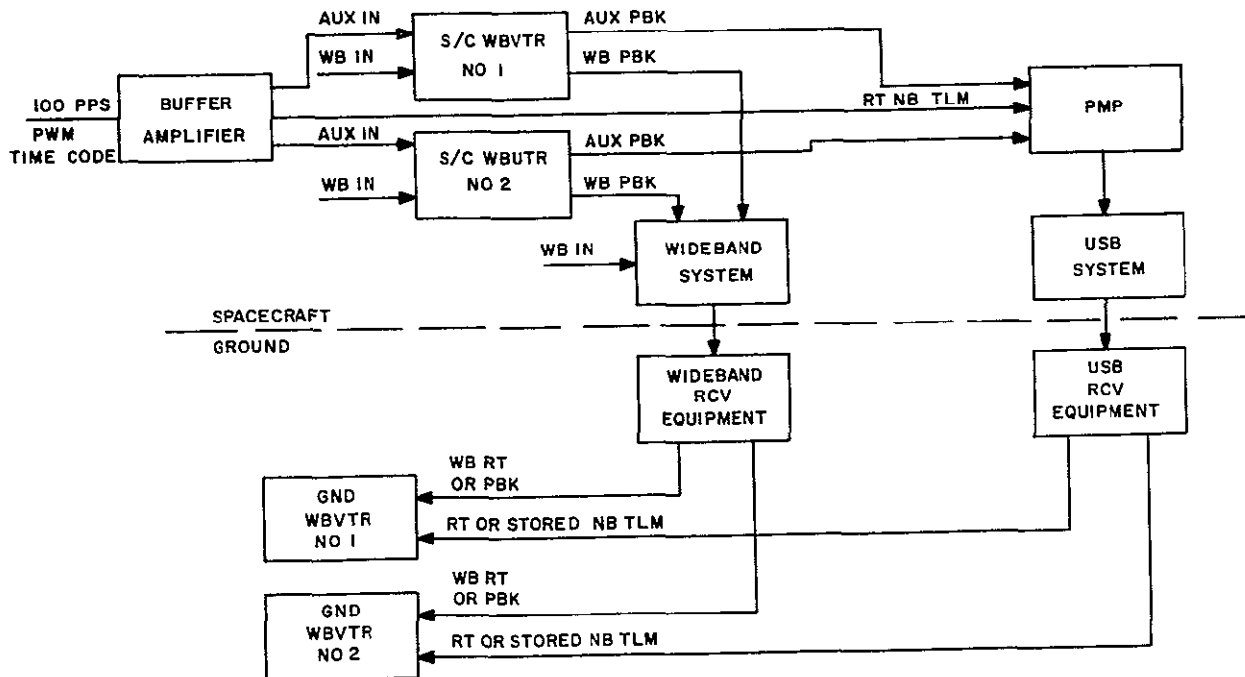 AUX IN
S/C WBVTR
NO 1
AUX PBK
WB IN
WB PBK
100 PPS
PWM
TIME CODE
BUFFER
AMPLIFIER
RT NB TLM
PMP
AUX IN
S/C WBUTR
NO 2
AUX PBK
WB IN
WB PBK
WB IN
WIDEBAND
SYSTEM
USB
SYSTEM
SPACECRAFT
GROUND
WIDEBAND
RCV
EQUIPMENT
USB
RCV
EQUIPMENT
WB RT
OR PBK
GND
WBVTR
NO 1
RT OR STORED NB TLM
WB RT
OR PBK
GND
WBVTR
NO 2
RT OR STORED NB TLM